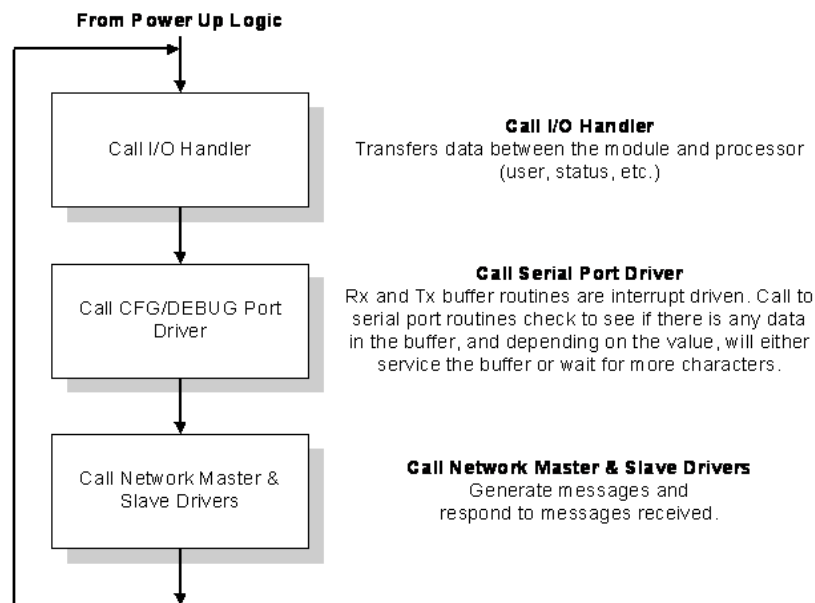 From Power Up Logic
Call I/O Handler
Call I/O Handler
Transfers data between the module and processor
(user, status, etc.)
Call CFG/DEBUG Port
Driver
Call Serial Port Driver
Rx and Tx buffer routines are interrupt driven. Call to
serial port routines check to see if there is any data
in the buffer, and depending on the value, will either
service the buffer or wait for more characters.
Call Network Master &
Slave Drivers
Call Network Master & Slave Drivers
Generate messages and
respond to messages received.